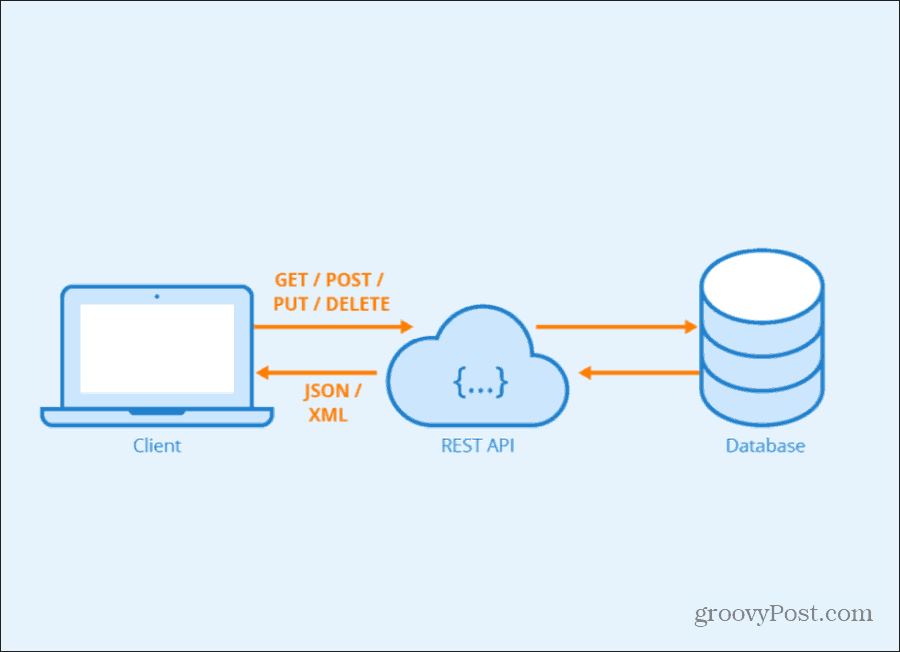 GET / POST /
PUT / DELETE
{...}
JSON /
XML
Client
REST API
Database
groovyPost.com